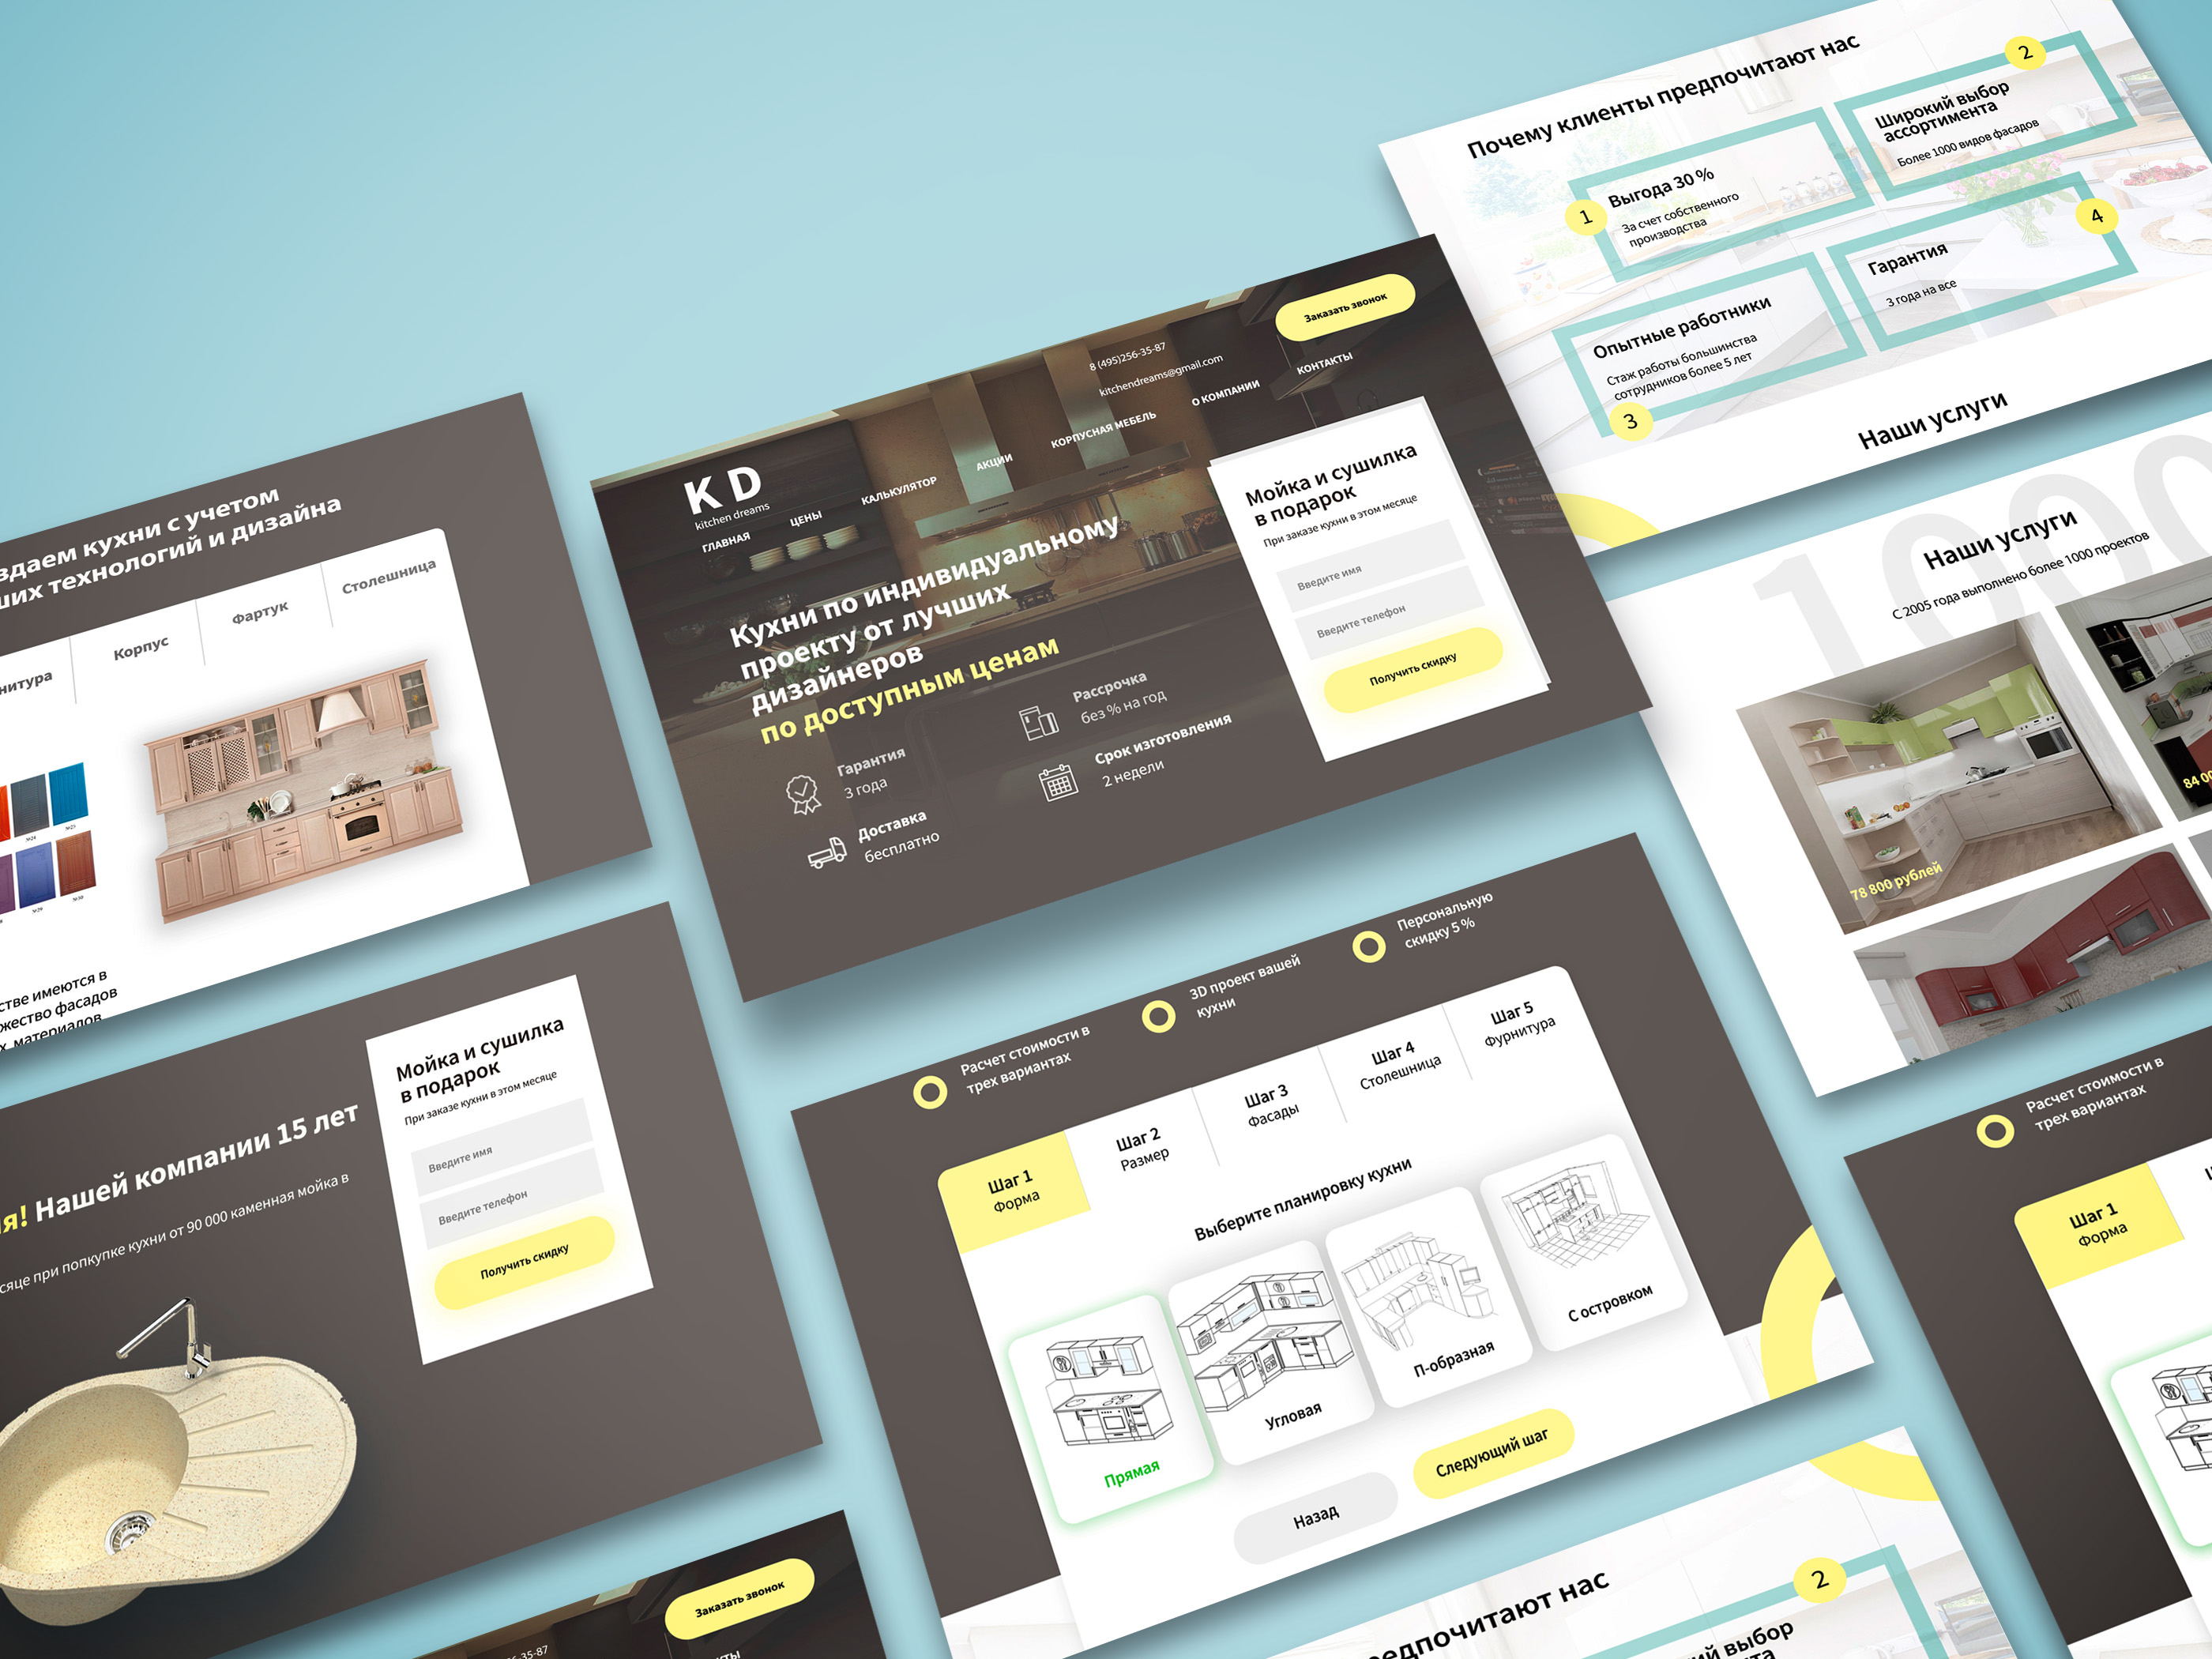 Почему клиенты предпочитают нас
1
Выгода 30 %
За счет собственного
производства
2
Широкий выбор
ассортимента
Более 1000 видов фасадов
3
Опытные работники
Стаж работы большинства
сотрудников более 5 лет
4
Гарантия
3 года на все
Наши услуги
K D
kitchen dreams
8 (495)256-35-87
kitchendreams@gmail.com
Заказать звонок
ГЛАВНАЯ
ЦЕНЫ
КАЛЬКУЛЯТОР
АКЦИИ
КОРПУСНАЯ МЕБЕЛЬ
О КОМПАНИИ
КОНТАКТЫ
Кухни по индивидуальному
проекту от лучших
дизайнеров
по доступным ценам
Гарантия
3 года
Рассрочка
без % на год
Доставка
бесплатно
Срок изготовления
2 недели
Мойка и сушилка
в подарок
При заказе кухни в этом месяце
Введите имя
Введите телефон
Получить скидку
здаем кухни с учетом
ших технологий и дизайна
нитура
Корпус
Фартук
Столешница
№24
№25
№29
№30
стве имеются в
жество фасадов
х материалов
1000
Наши услуги
С 2005 года выполнено более 1000 проектов
78 800 рублей
84 00
я! Нашей компании 15 лет
сяце при попкупке кухни от 90 000 каменная мойка в
Мойка и сушилка
в подарок
При заказе кухни в этом месяце
Введите имя
Введите телефон
Получить скидку
Расчет стоимости в
трех вариантах
3D проект вашей
кухни
Персональную
скидку 5 %
Шаг 1
Форма
Шаг 2
Размер
Шаг 3
Фасады
Шаг 4
Столешница
Шаг 5
Фурнитура
Выберите планировку кухни
Прямая
Угловая
П-образная
С островком
Назад
Следующий шаг
Расчет стоимости в
трех вариантах
Шаг 1
Форма
Заказать звонок
-35-87
кты
едпочитают нас
2
ий выбор